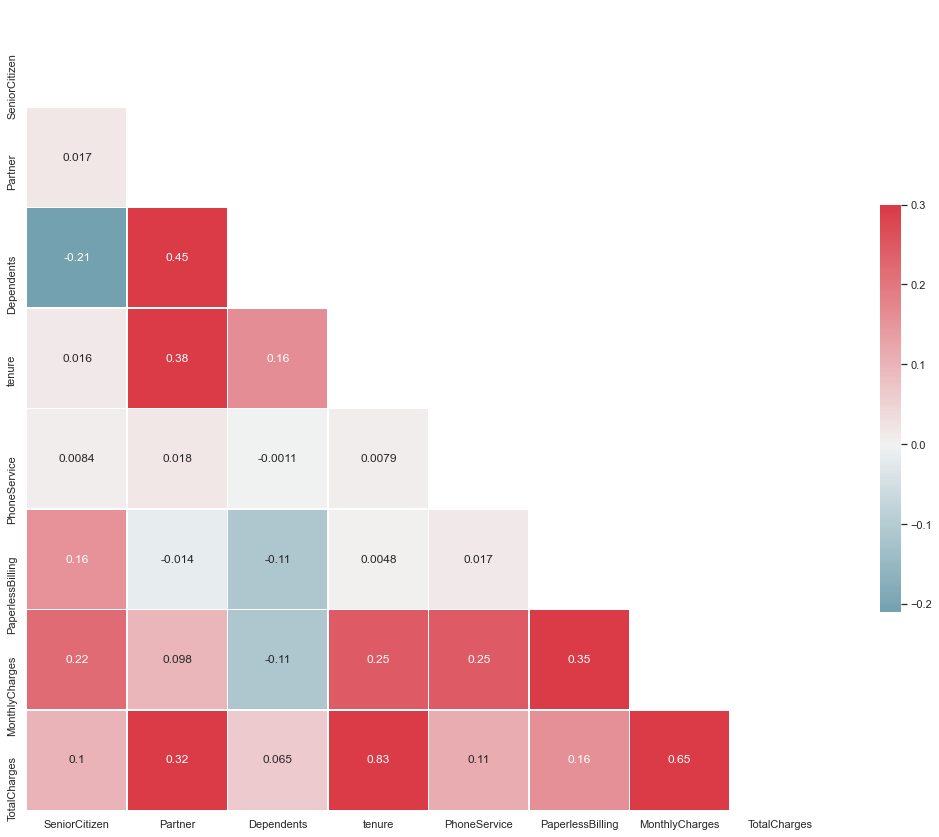 SeniorCitizen
Partner
0.017
Dependents
-0.21 0.45
tenure
0.016 0.38 0.16
PhoneService
0.0084 0.018 -0.0011 0.0079
PaperlessBilling
0.16 -0.014 -0.11 0.0048 0.017
MonthlyCharges
0.22 0.098 -0.11 0.25 0.25 0.35
TotalCharges
0.1 0.32 0.065 0.83 0.11 0.16 0.65
SeniorCitizen Partner Dependents tenure PhoneService PaperlessBilling MonthlyCharges TotalCharges
0.3
0.2
0.1
0.0
−0.1
−0.2